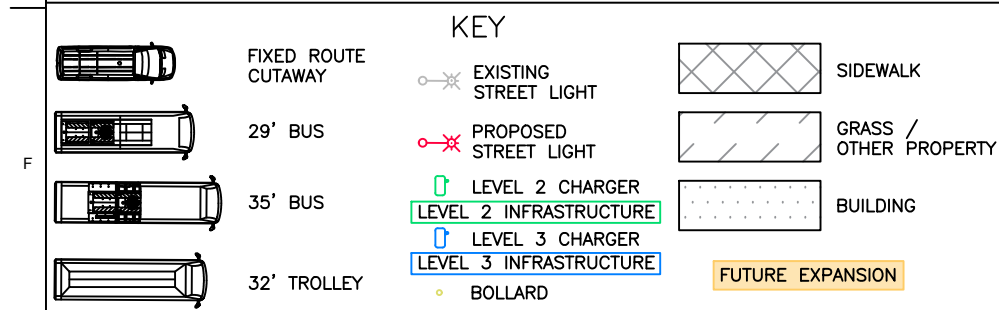 KEY
FIXED ROUTE
CUTAWAY
29' BUS
F
35' BUS
32' TROLLEY
EXISTING
STREET LIGHT
PROPOSED
STREET LIGHT
LEVEL 2 CHARGER
LEVEL 2 INFRASTRUCTURE
LEVEL 3 CHARGER
LEVEL 3 INFRASTRUCTURE
BOLLARD
SIDEWALK
GRASS /
OTHER PROPERTY
BUILDING
FUTURE EXPANSION